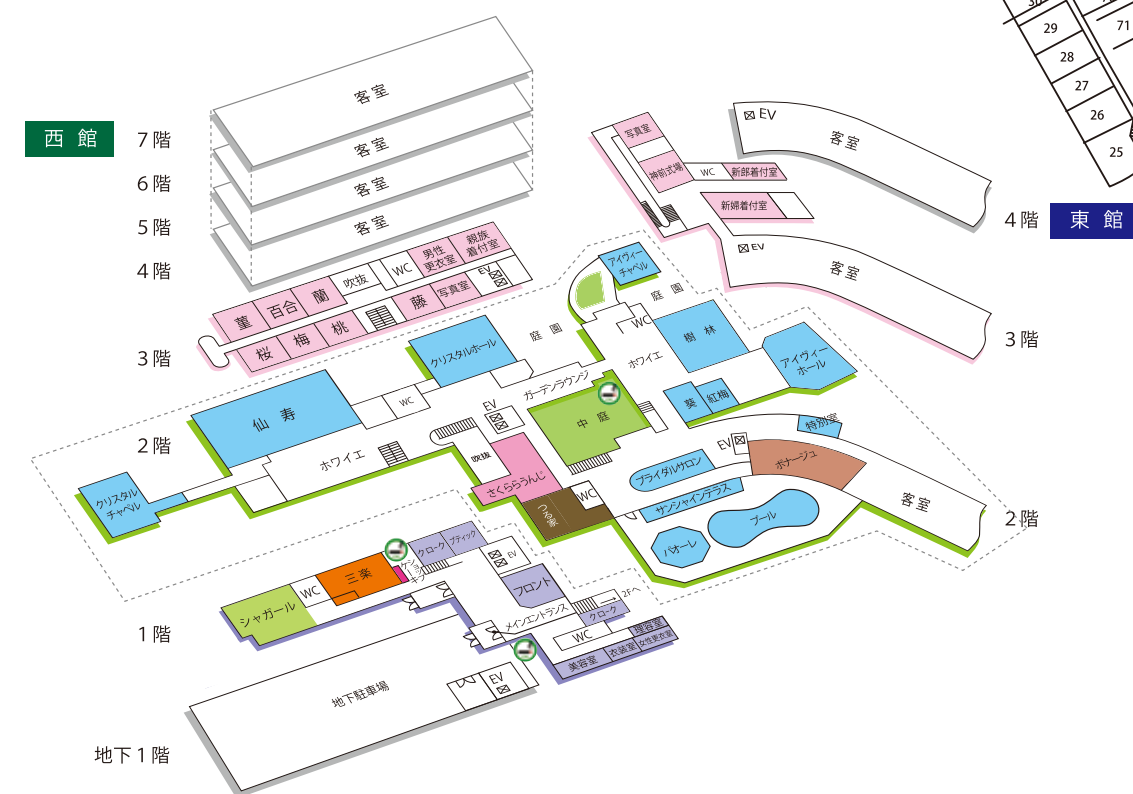 30
29
71
28
27
26
25
西館
7階
6階
5階
4階
3階
2階
1階
地下1階
東館
4階
3階
2階
客室
客室
客室
客室
菫
百合
蘭
吹抜
WC
男性
更衣室
親族
着付室
桜
梅
桃
藤
写真室
EV
写真室
神前式場
WC
新郎着付室
新婦着付室
EV
客室
EV
客室
アイヴィー
チャペル
庭園
庭園
WC
樹林
ホワイエ
アイヴィー
ホール
葵
紅梅
クリスタルホール
ガーデンラウンジ
中庭
仙寿
WC
EV
ホワイエ
吹抜
さくららうんじ
クリスタル
チャペル
つる家
WC
ブライダルサロン
サンシャインテラス
EV
特別室
ボナージュ
客室
プール
パオーレ
シャガール
WC
三楽
ケーキ
ショップ
クローク
ブティック
EV
フロント
メインエントランス
2Fへ
クローク
WC
理容室
美容室
衣装室
女性更衣室
地下駐車場
EV